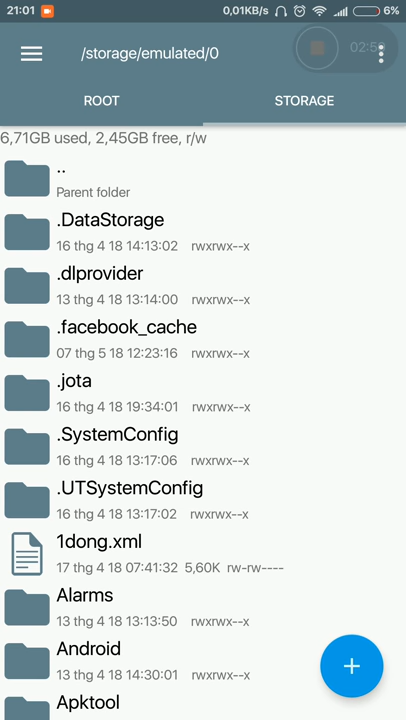 21:01 0,01KB/s 6%
/storage/emulated/0
ROOT STORAGE
6,71GB used, 2,45GB free, r/w
..
Parent folder
.DataStorage
16 thg 4 18 14:13:02 rwxrwx--x
.dlprovider
13 thg 4 18 13:14:00 rwxrwx--x
.facebook_cache
07 thg 5 18 12:23:16 rwxrwx--x
.jota
16 thg 4 18 19:34:01 rwxrwx--x
.SystemConfig
16 thg 4 18 13:17:06 rwxrwx--x
.UTSystemConfig
16 thg 4 18 13:17:02 rwxrwx--x
1dong.xml
17 thg 4 18 07:41:32 5,60K rw-rw----
Alarms
13 thg 4 18 13:13:50 rwxrwx--x
Android
13 thg 4 18 14:30:01 rwxrwx--x
Apktool